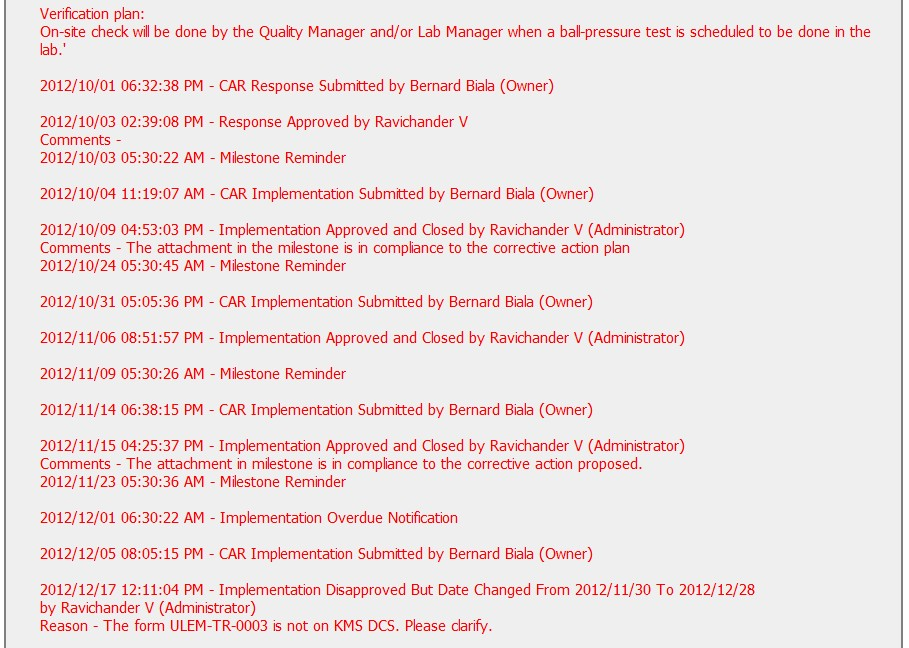 Verification plan:
On-site check will be done by the Quality Manager and/or Lab Manager when a ball-pressure test is scheduled to be done in the
lab.'
2012/10/01 06:32:38 PM - CAR Response Submitted by Bernard Biala (Owner)
2012/10/03 02:39:08 PM - Response Approved by Ravichander V
Comments -
2012/10/03 05:30:22 AM - Milestone Reminder
2012/10/04 11:19:07 AM - CAR Implementation Submitted by Bernard Biala (Owner)
2012/10/09 04:53:03 PM - Implementation Approved and Closed by Ravichander V (Administrator)
Comments - The attachment in the milestone is in compliance to the corrective action plan
2012/10/24 05:30:45 AM - Milestone Reminder
2012/10/31 05:05:36 PM - CAR Implementation Submitted by Bernard Biala (Owner)
2012/11/06 08:51:57 PM - Implementation Approved and Closed by Ravichander V (Administrator)
2012/11/09 05:30:26 AM - Milestone Reminder
2012/11/14 06:38:15 PM - CAR Implementation Submitted by Bernard Biala (Owner)
2012/11/15 04:25:37 PM - Implementation Approved and Closed by Ravichander V (Administrator)
Comments - The attachment in milestone is in compliance to the corrective action proposed.
2012/11/23 05:30:36 AM - Milestone Reminder
2012/12/01 06:30:22 AM - Implementation Overdue Notification
2012/12/05 08:05:15 PM - CAR Implementation Submitted by Bernard Biala (Owner)
2012/12/17 12:11:04 PM - Implementation Disapproved But Date Changed From 2012/11/30 To 2012/12/28
by Ravichander V (Administrator)
Reason - The form ULEM-TR-0003 is not on KMS DCS. Please clarify.